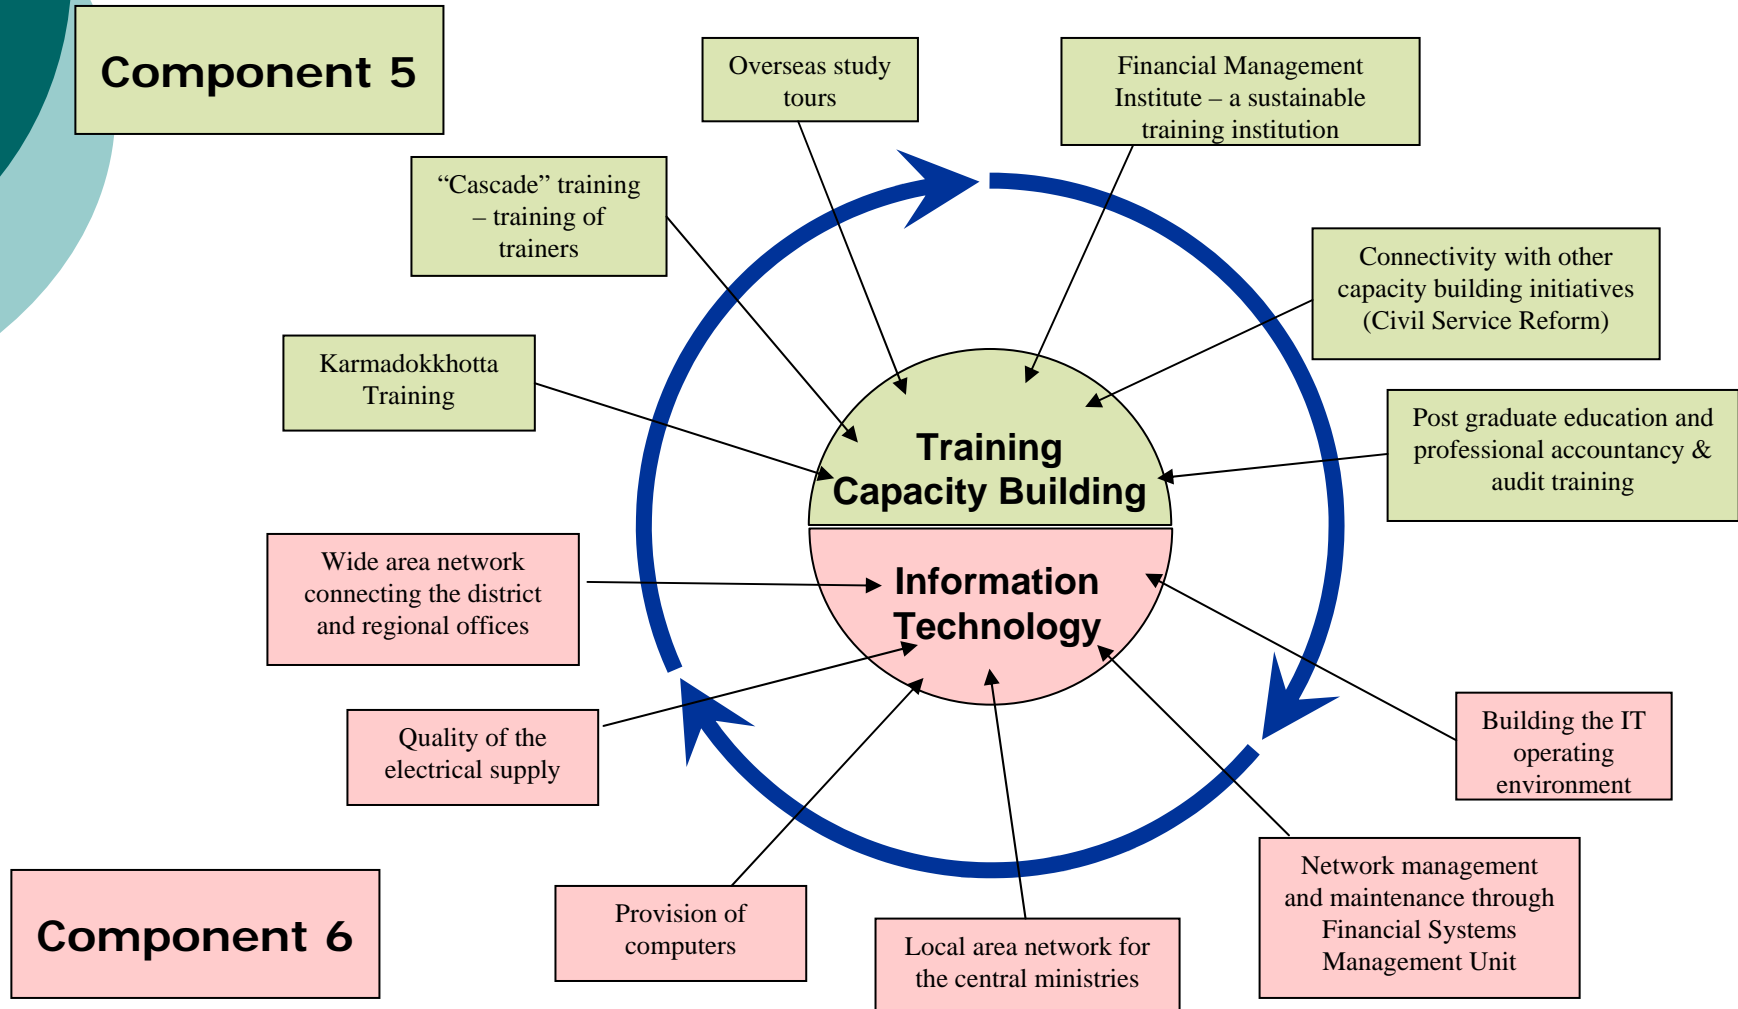 Component 5
Overseas study
tours
Financial Management
Institute – a sustainable
training institution
“Cascade” training
– training of
trainers
Connectivity with other
capacity building initiatives
(Civil Service Reform)
Karmadokkhotta
Training
Post graduate education and
professional accountancy &
audit training
Training
Capacity Building
Wide area network
connecting the district
and regional offices
Information
Technology
Quality of the
electrical supply
Building the IT
operating
environment
Provision of
computers
Local area network for
the central ministries
Network management
and maintenance through
Financial Systems
Management Unit
Component 6